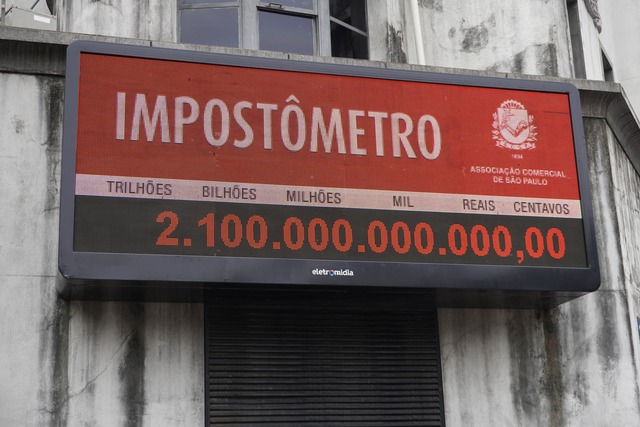 IMPOSTÔMETRO
1894
ASSOCIAÇÃO COMERCIAL
DE SÃO PAULO
TRILHÕES BILHÕES MILHÕES MIL REAIS CENTAVOS
2.100.000.000.000,00
eletromidia